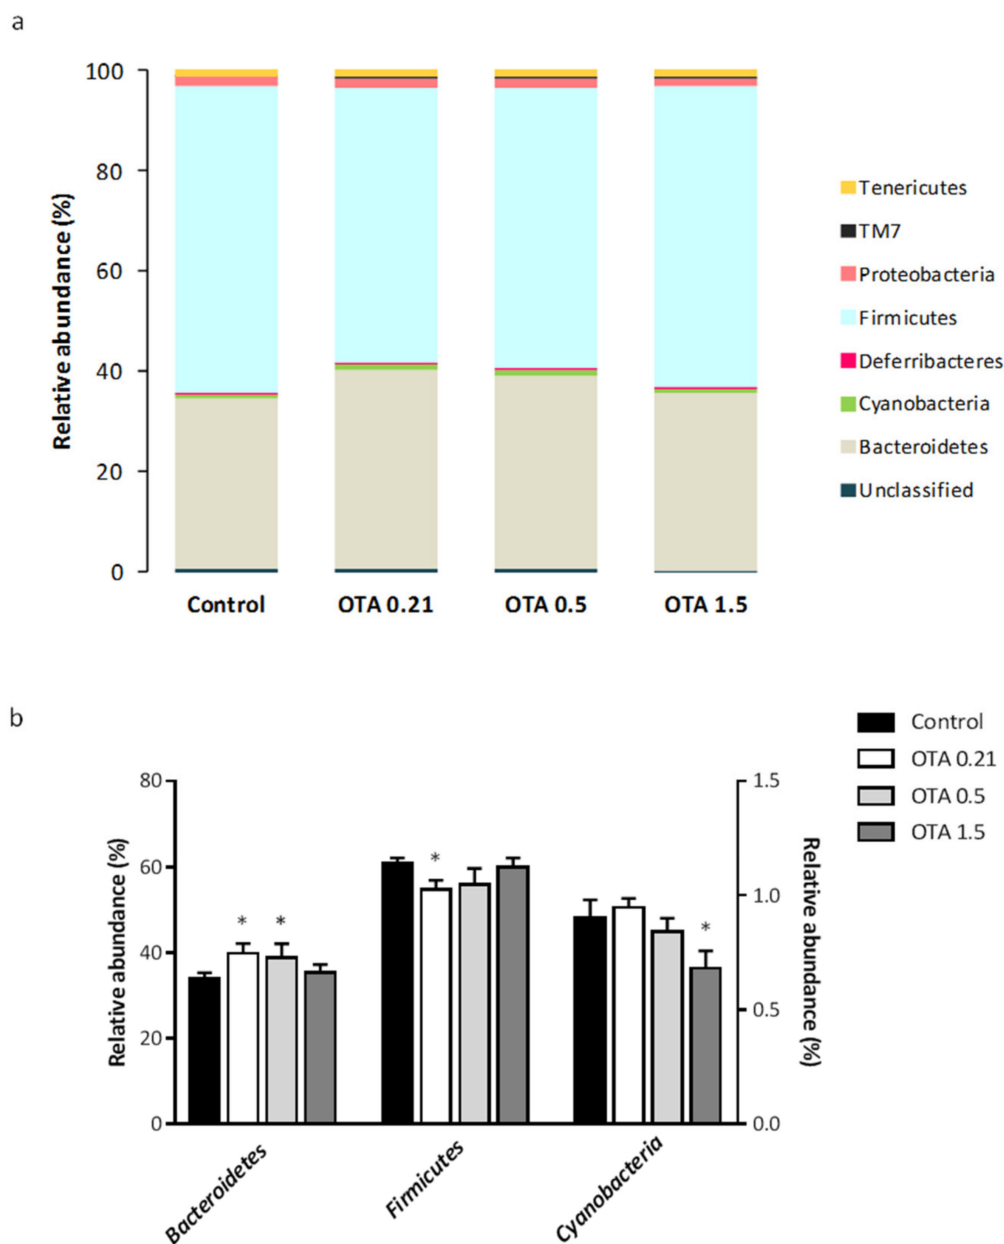 a
100
80
60
40
20
0
Relative abundance (%)
Control
OTA 0.21
OTA 0.5
OTA 1.5
Tenericutes
TM7
Proteobacteria
Firmicutes
Deferribacteres
Cyanobacteria
Bacteroidetes
Unclassified
b
Control
OTA 0.21
OTA 0.5
OTA 1.5
80
60
40
20
0
Relative abundance (%)
* *
*
*
1.5
1.0
0.5
0.0
Relative abundance (%)
Bacteroidetes
Firmicutes
Cyanobacteria